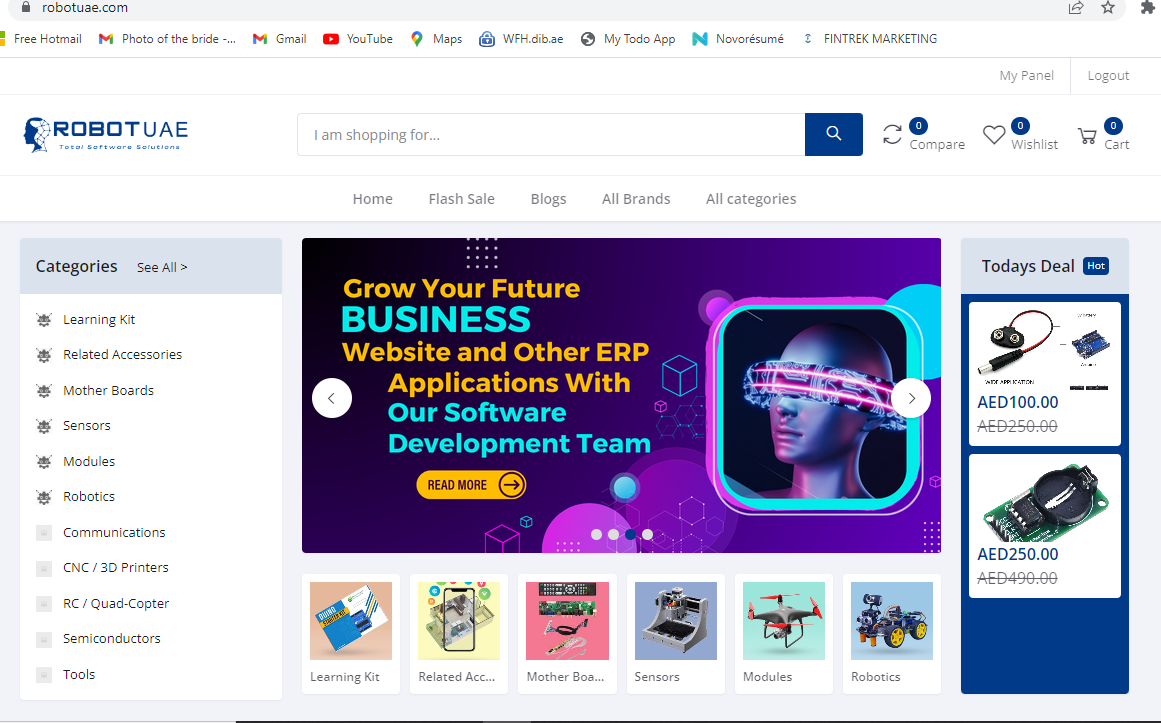 robotuae.com
Free Hotmail
Photo of the bride -...
Gmail
YouTube
Maps
WFH.dib.ae
My Todo App
Novorésumé
FINTREK MARKETING
My Panel
Logout
ROBOTUAE
Total Software Solutions
I am shopping for...
0
Compare
0
Wishlist
0
Cart
Home
Flash Sale
Blogs
All Brands
All categories
Categories
See All >
Learning Kit
Related Accessories
Mother Boards
Sensors
Modules
Robotics
Communications
CNC / 3D Printers
RC / Quad-Copter
Semiconductors
Tools
Grow Your Future
BUSINESS
Website and Other ERP
Applications With
Our Software
Development Team
READ MORE
Todays Deal
Hot
WIDE APPLICATION
AED100.00
AED250.00
AED250.00
AED490.00
Learning Kit
Related Acc...
Mother Boa...
Sensors
Modules
Robotics